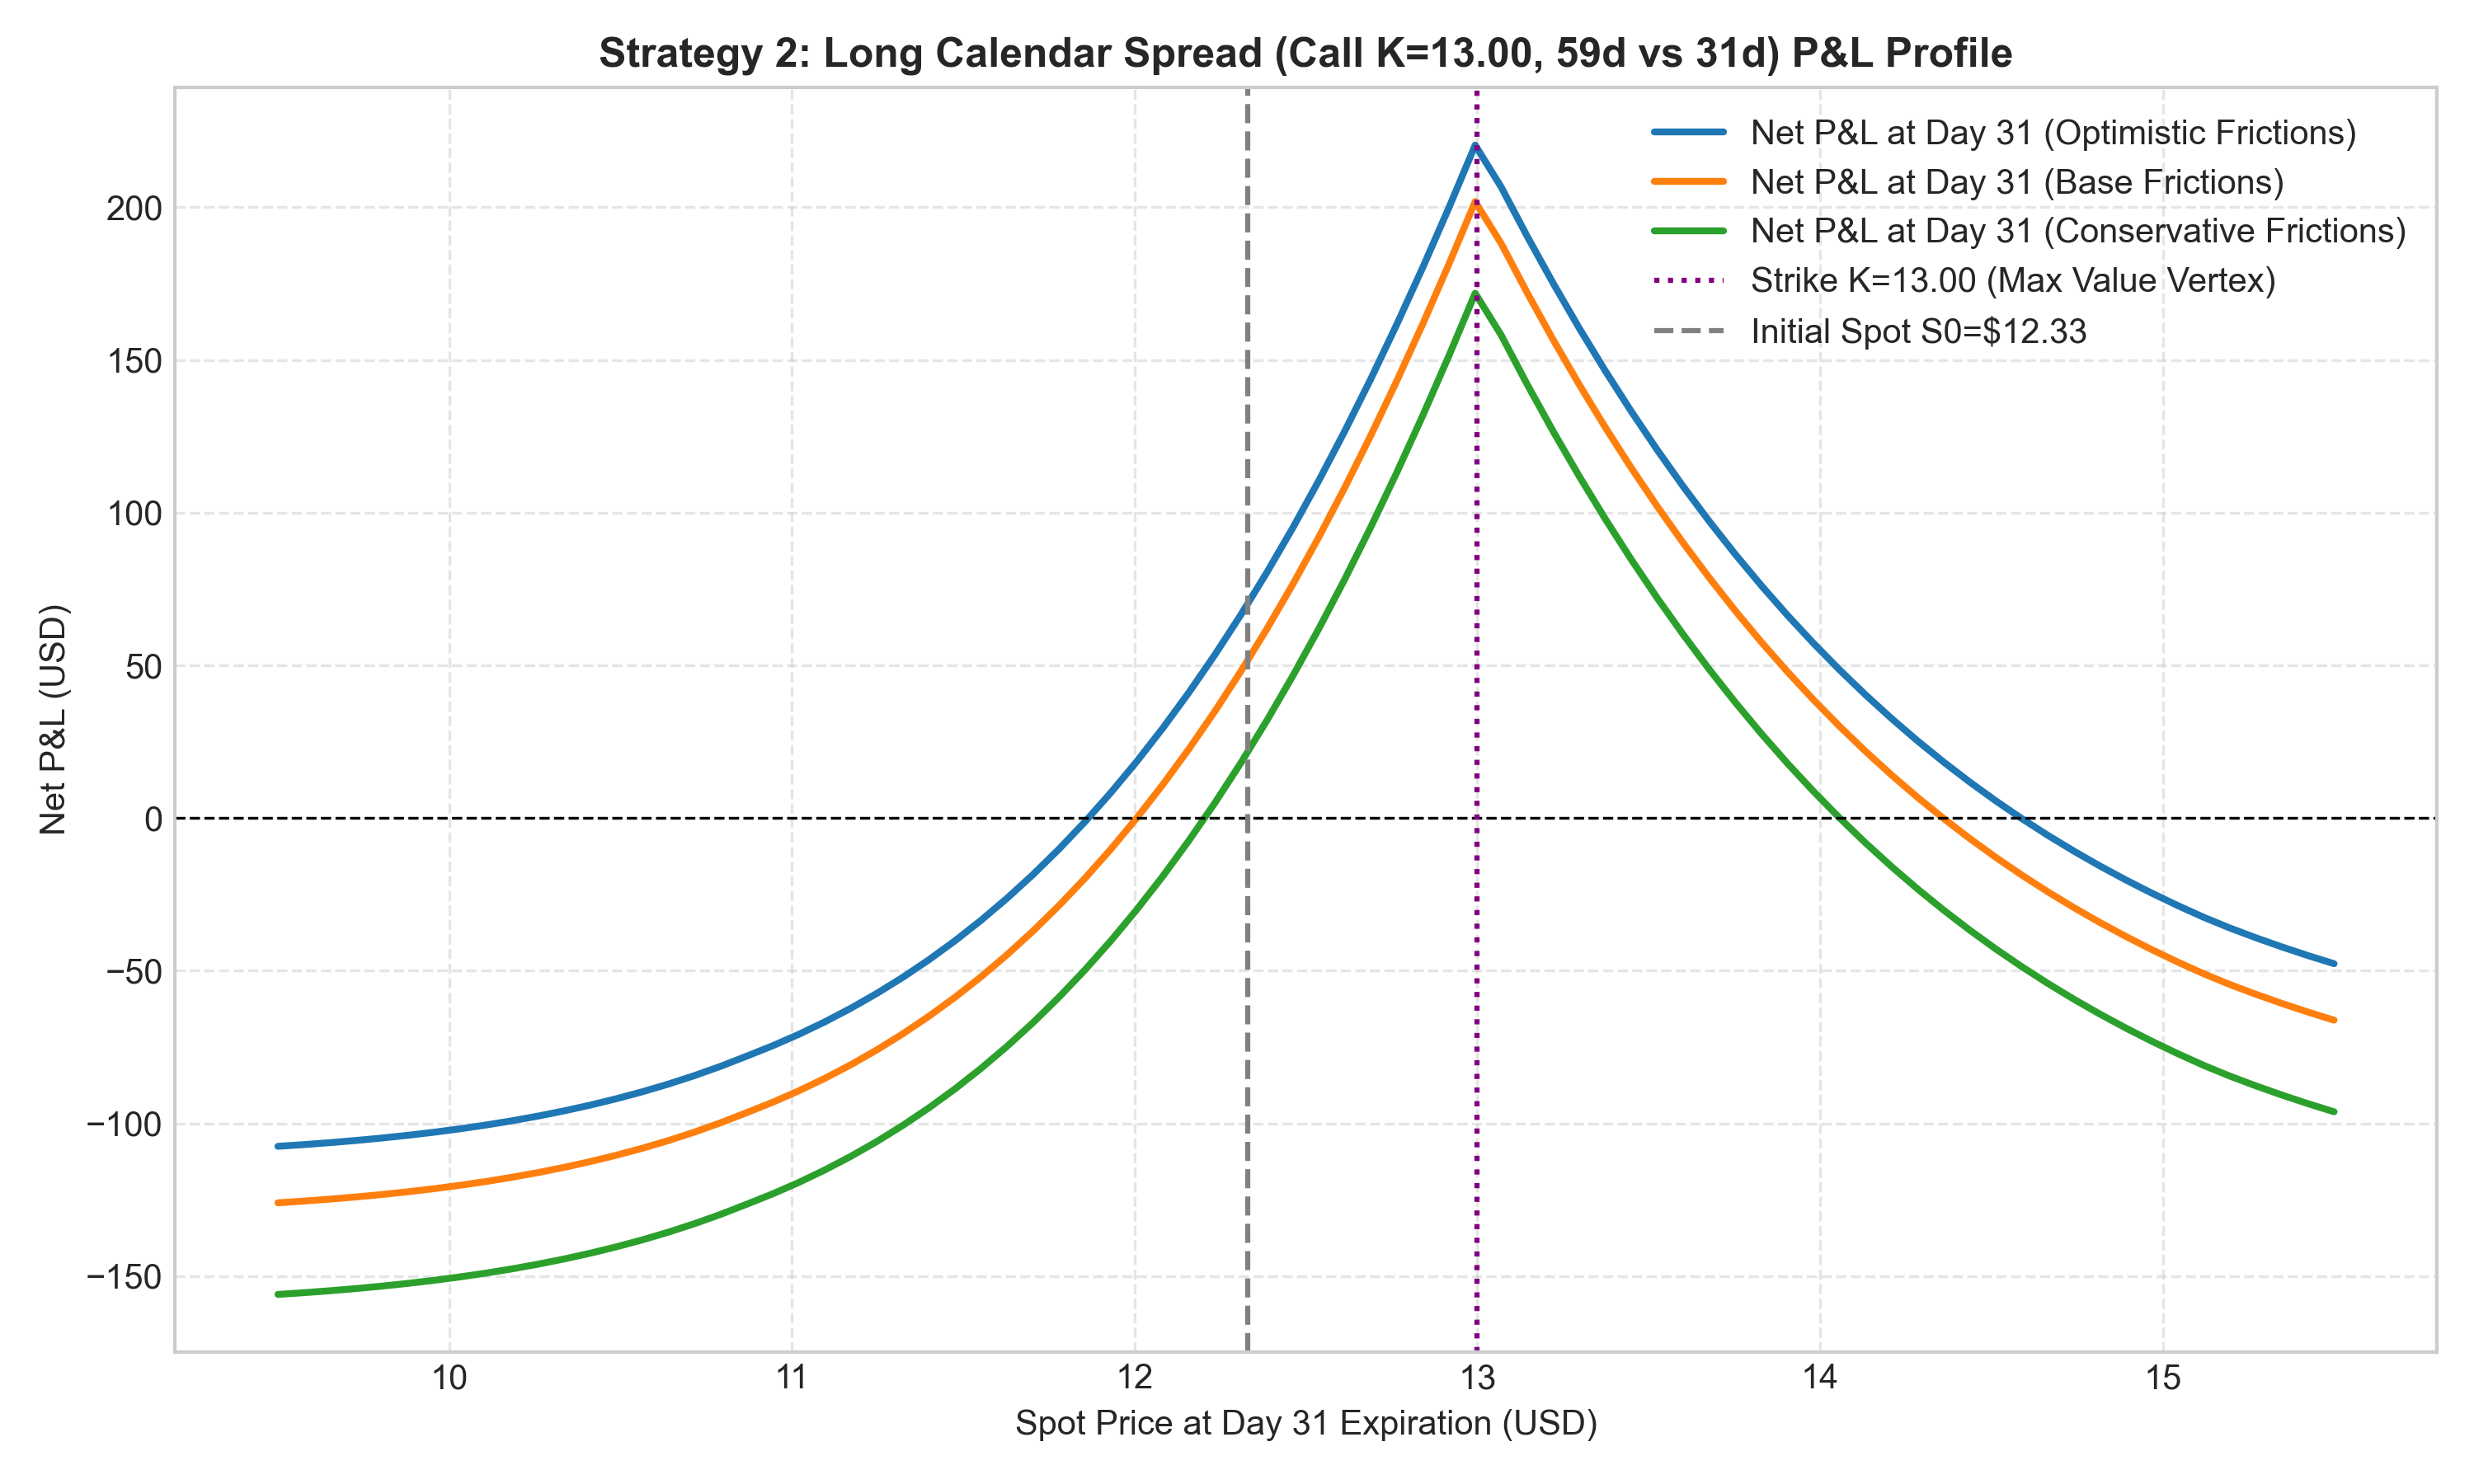 Strategy 2: Long Calendar Spread (Call K=13.00, 59d vs 31d) P&L Profile
Net P&L at Day 31 (Optimistic Frictions)
Net P&L at Day 31 (Base Frictions)
Net P&L at Day 31 (Conservative Frictions)
Strike K=13.00 (Max Value Vertex)
Initial Spot S0=$12.33
Net P&L (USD)
200
150
100
50
0
−50
−100
−150
10 11 12 13 14 15
Spot Price at Day 31 Expiration (USD)